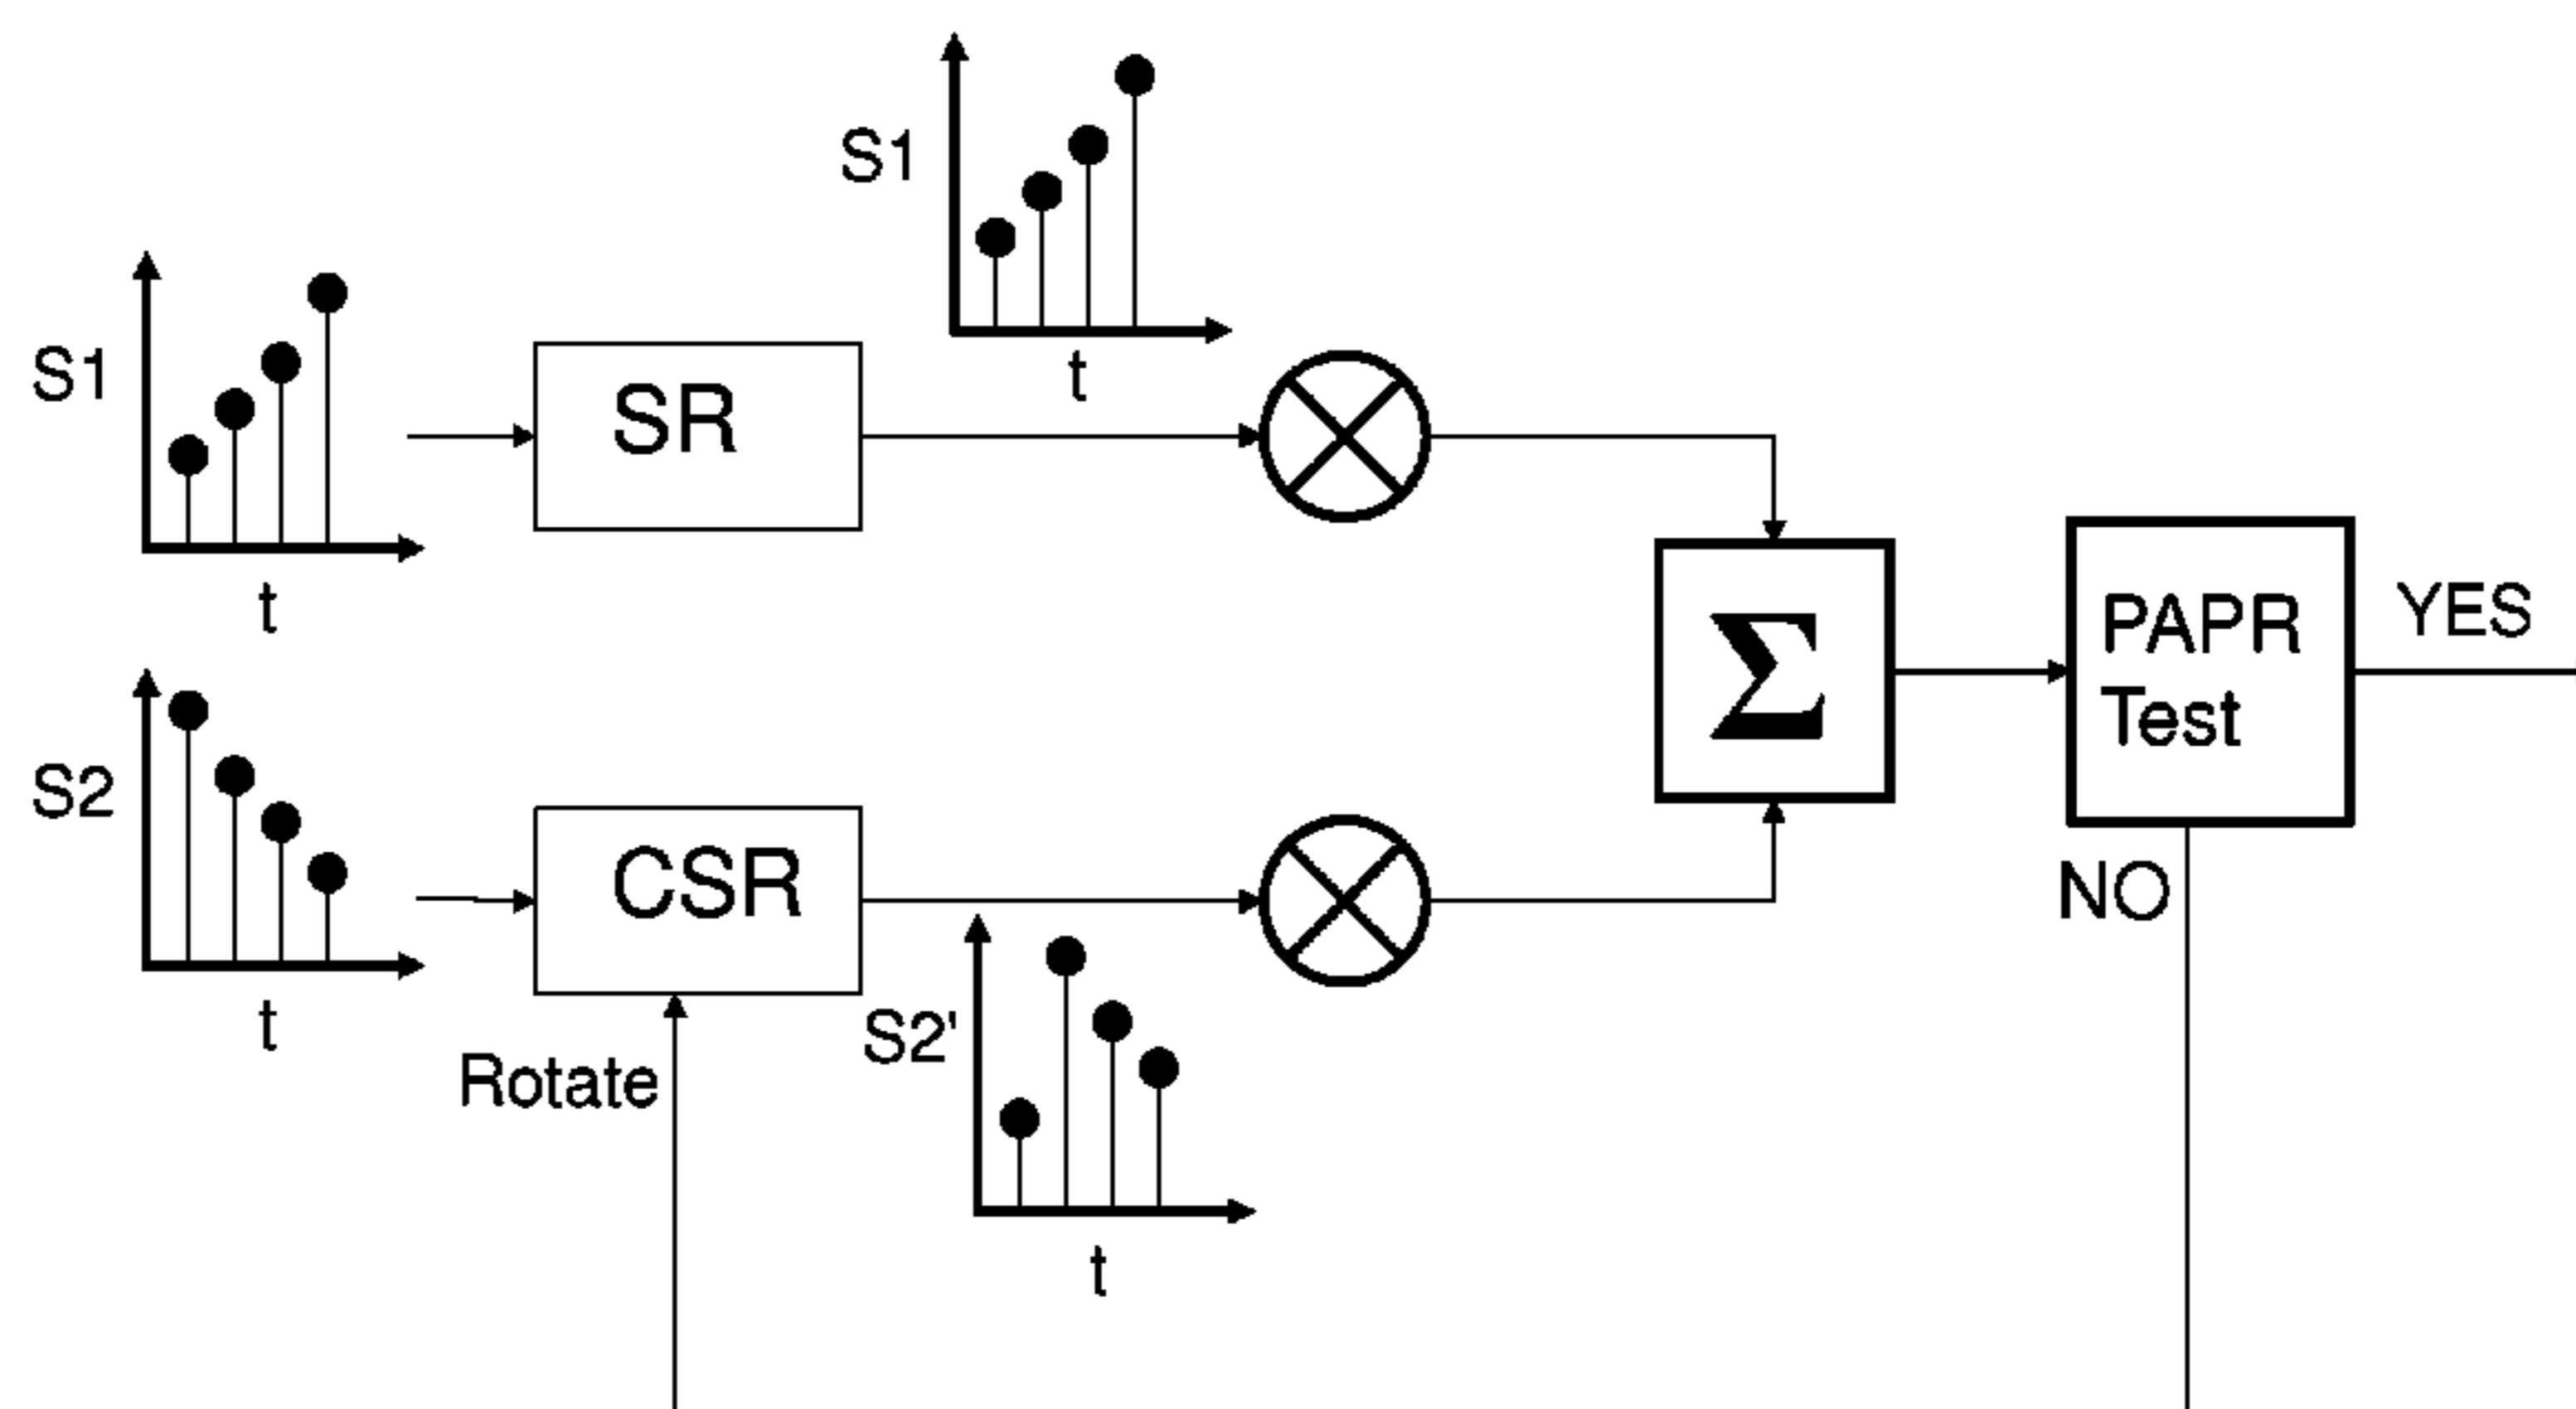 S1
t
S1
SR
t
S2
t
CSR
Rotate
S2'
t
Σ
PAPR
Test
YES
NO